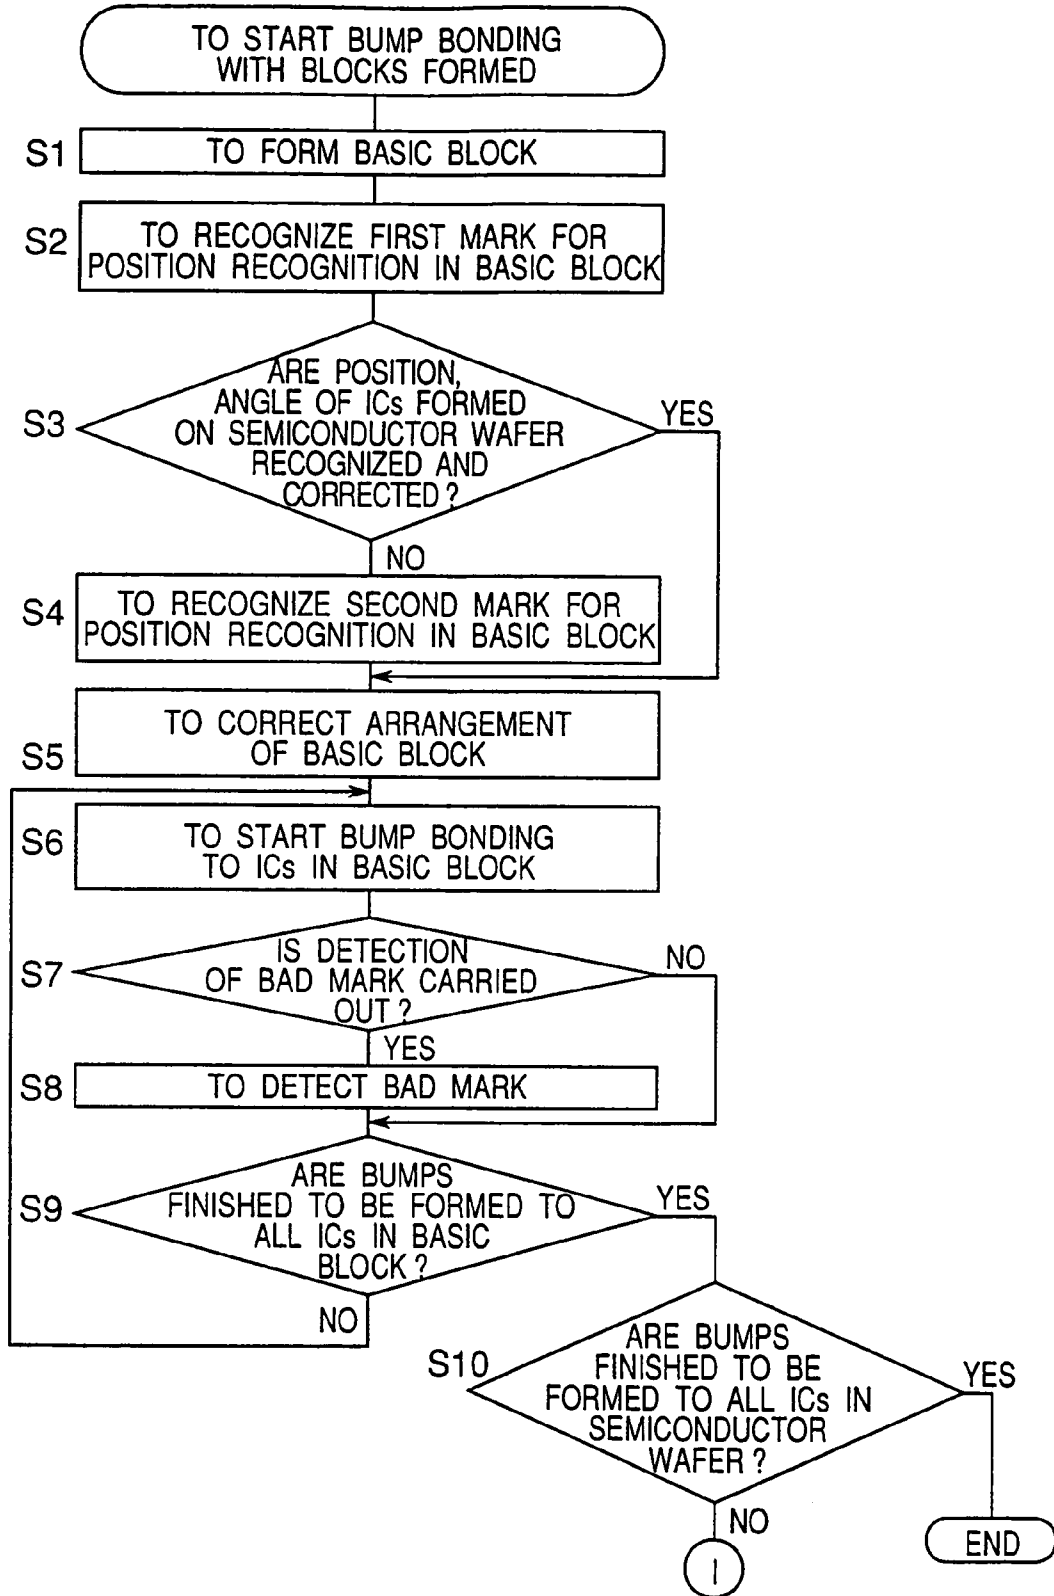 TO START BUMP BONDING
WITH BLOCKS FORMED
S1
TO FORM BASIC BLOCK
S2
TO RECOGNIZE FIRST MARK FOR
POSITION RECOGNITION IN BASIC BLOCK
S3
ARE POSITION,
ANGLE OF ICs FORMED
ON SEMICONDUCTOR WAFER
RECOGNIZED AND
CORRECTED ?
YES
NO
S4
TO RECOGNIZE SECOND MARK FOR
POSITION RECOGNITION IN BASIC BLOCK
S5
TO CORRECT ARRANGEMENT
OF BASIC BLOCK
S6
TO START BUMP BONDING
TO ICs IN BASIC BLOCK
S7
IS DETECTION
OF BAD MARK CARRIED
OUT ?
NO
YES
S8
TO DETECT BAD MARK
S9
ARE BUMPS
FINISHED TO BE FORMED TO
ALL ICs IN BASIC
BLOCK ?
YES
NO
S10
ARE BUMPS
FINISHED TO BE
FORMED TO ALL ICs IN
SEMICONDUCTOR
WAFER ?
YES
NO
I
END